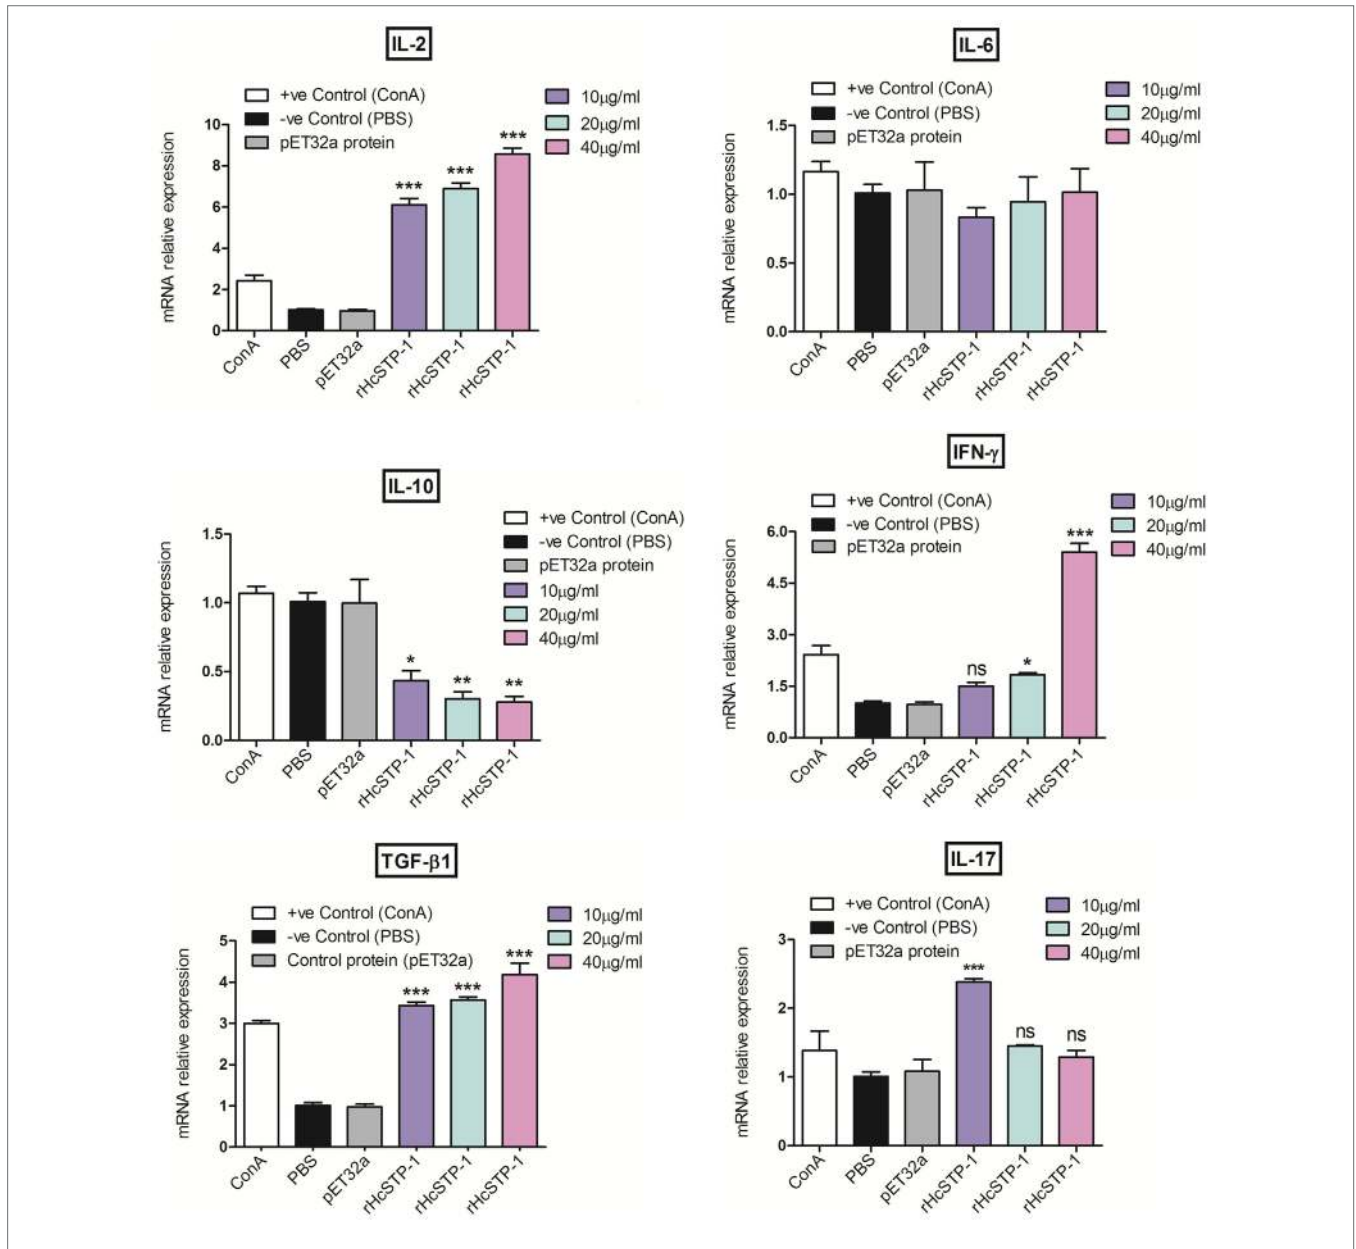 IL-2
+ve Control (ConA)
-ve Control (PBS)
pET32a protein
10µg/ml
20µg/ml
40µg/ml
mRNA relative expression
10
8
6
4
2
0
***
***
***
ConA
PBS
pET32a
rHcSTP-1
rHcSTP-1
rHcSTP-1
IL-6
+ve Control (ConA)
-ve Control (PBS)
pET32a protein
10µg/ml
20µg/ml
40µg/ml
mRNA relative expression
1.5
1.0
0.5
0.0
ConA
PBS
pET32a
rHcSTP-1
rHcSTP-1
rHcSTP-1
IL-10
+ve Control (ConA)
-ve Control (PBS)
pET32a protein
10µg/ml
20µg/ml
40µg/ml
mRNA relative expression
1.5
1.0
0.5
0.0
*
**
**
ConA
PBS
pET32a
rHcSTP-1
rHcSTP-1
rHcSTP-1
IFN-γ
+ve Control (ConA)
-ve Control (PBS)
pET32a protein
10µg/ml
20µg/ml
40µg/ml
mRNA relative expression
6.0
4.5
3.0
1.5
0.0
ns
*
***
ConA
PBS
pET32a
rHcSTP-1
rHcSTP-1
rHcSTP-1
TGF-β1
+ve Control (ConA)
-ve Control (PBS)
Control protein (pET32a)
10µg/ml
20µg/ml
40µg/ml
mRNA relative expression
5
4
3
2
1
0
***
***
***
ConA
PBS
pET32a
rHcSTP-1
rHcSTP-1
rHcSTP-1
IL-17
+ve Control (ConA)
-ve Control (PBS)
pET32a protein
10µg/ml
20µg/ml
40µg/ml
mRNA relative expression
3
2
1
0
***
ns
ns
ConA
PBS
pET32a
rHcSTP-1
rHcSTP-1
rHcSTP-1